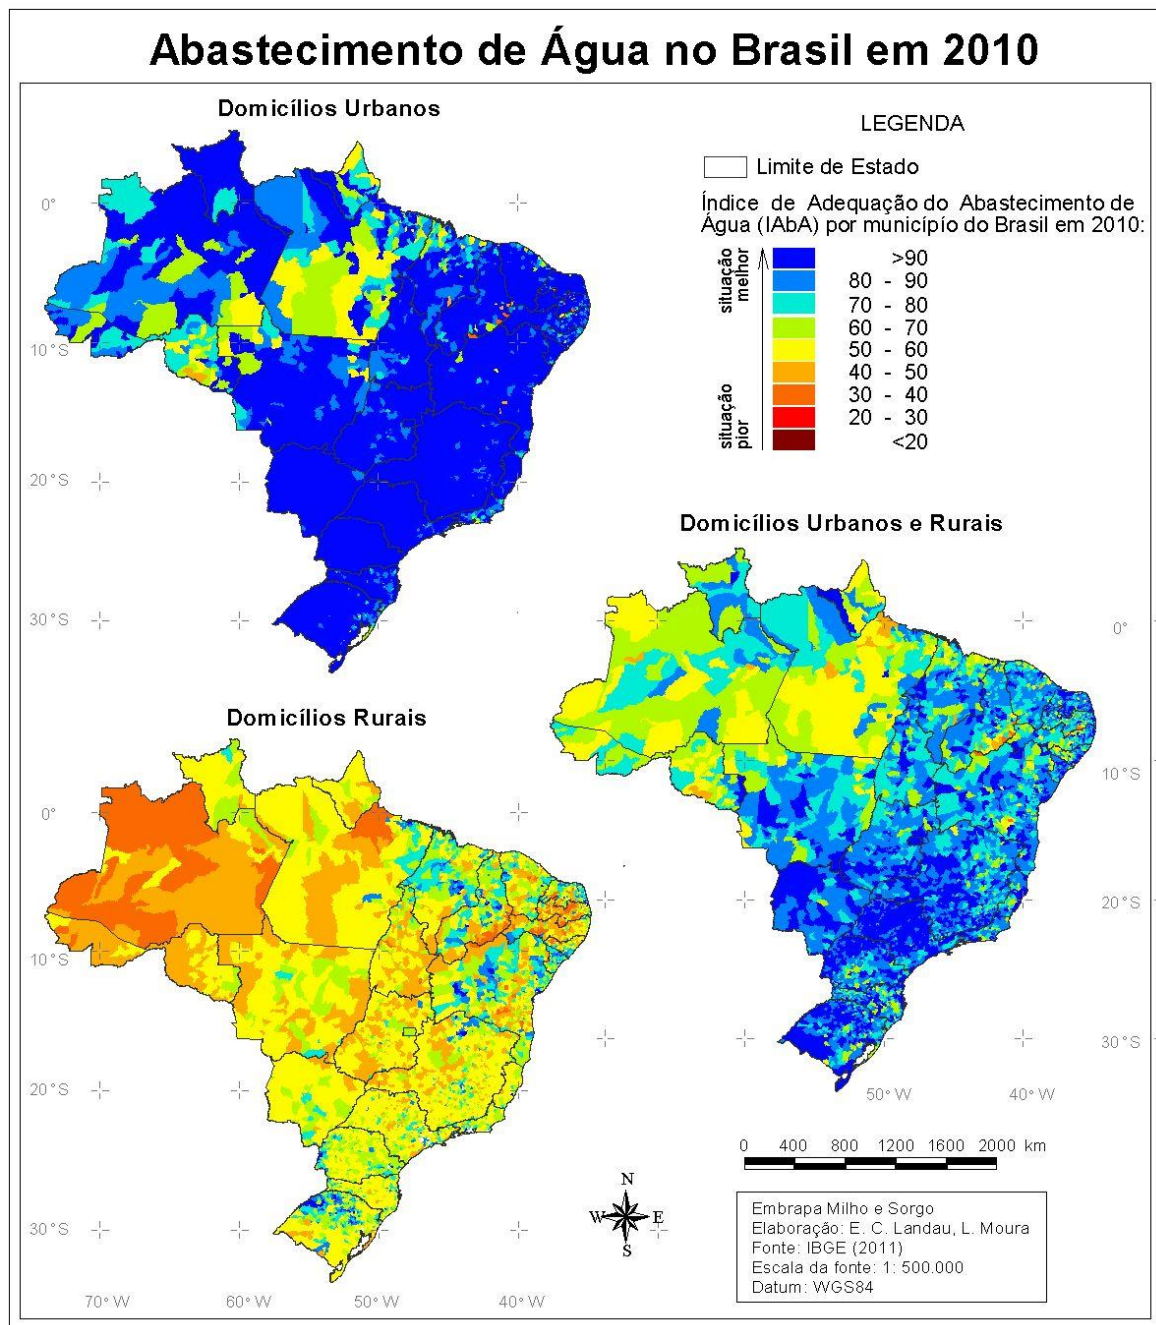 Abastecimento de Água no Brasil em 2010
Domicílios Urbanos
LEGENDA
Limite de Estado
Índice de Adequação do Abastecimento de
Água (IAbA) por município do Brasil em 2010:
situação melhor
situação pior
>90
80 - 90
70 - 80
60 - 70
50 - 60
40 - 50
30 - 40
20 - 30
<20
0°
10°S
20°S
30°S
Domicílios Urbanos e Rurais
0°
10°S
20°S
30°S
50°W 40°W
Domicílios Rurais
0°
10°S
20°S
30°S
70°W 60°W 50°W 40°W
0 400 800 1200 1600 2000 km
N
W E
S
Embrapa Milho e Sorgo
Elaboração: E. C. Landau, L. Moura
Fonte: IBGE (2011)
Escala da fonte: 1: 500.000
Datum: WGS84